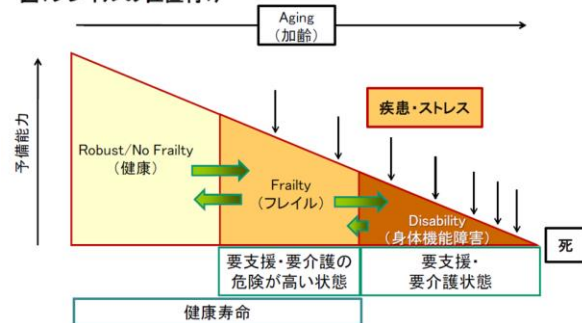 Aging
(加齢)
予備能力
疾患・ストレス
Robust/No Frailty
(健康)
Frailty
(フレイル)
Disability
(身体機能障害)
死
要支援・要介護の
危険が高い状態
要支援・
要介護状態
健康寿命